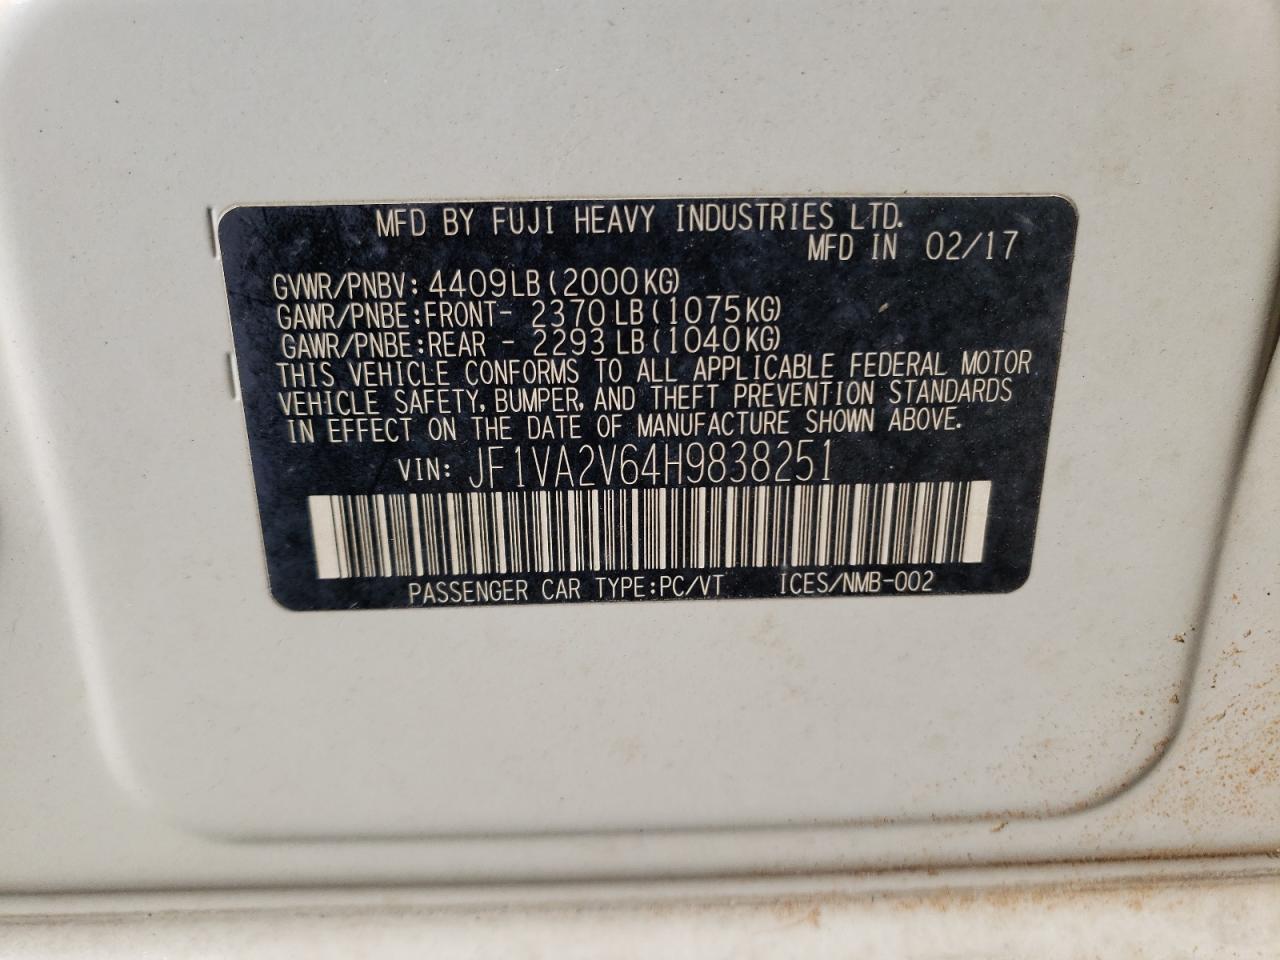 MFD BY FUJI HEAVY INDUSTRIES LTD.
MFD IN 02/17
GVWR/PNBV: 4409LB(2000KG)
GAWR/PNBE:FRONT- 2370LB(1075KG)
GAWR/PNBE:REAR - 2293LB(1040KG)
THIS VEHICLE CONFORMS TO ALL APPLICABLE FEDERAL MOTOR
VEHICLE SAFETY, BUMPER, AND THEFT PREVENTION STANDARDS
IN EFFECT ON THE DATE OF MANUFACTURE SHOWN ABOVE.
VIN: JF1VA2V64H9838251
PASSENGER CAR TYPE:PC/VT ICES/NMB-002